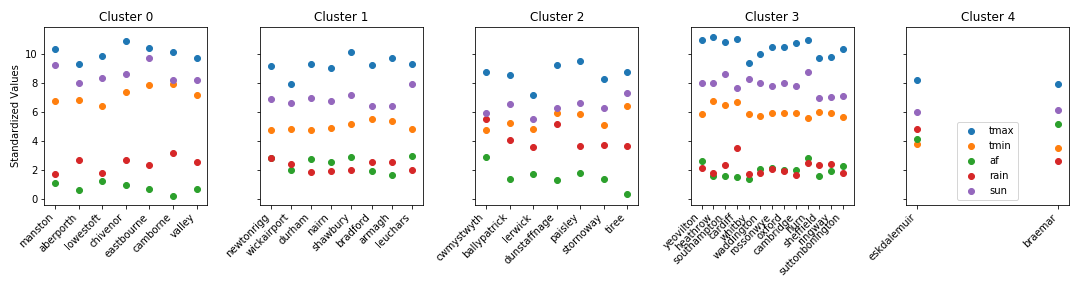 Cluster 0
Cluster 1
Cluster 2
Cluster 3
Cluster 4
Standardized Values
10
8
6
4
2
0
manston
aberporth
lowestoft
chivenor
eastbourne
camborne
valley
newtonrigg
wickairport
durham
nairn
shawbury
bradford
armagh
leuchars
cwmystwyth
ballypatrick
lerwick
dunstaffnage
paisley
stornoway
tiree
yeovilton
heathrow
southampton
cardiff
whitby
waddington
rossonwye
oxford
cambridge
hurn
sheffield
ringway
suttonbonington
eskdalemuir
braemar
tmax
tmin
af
rain
sun